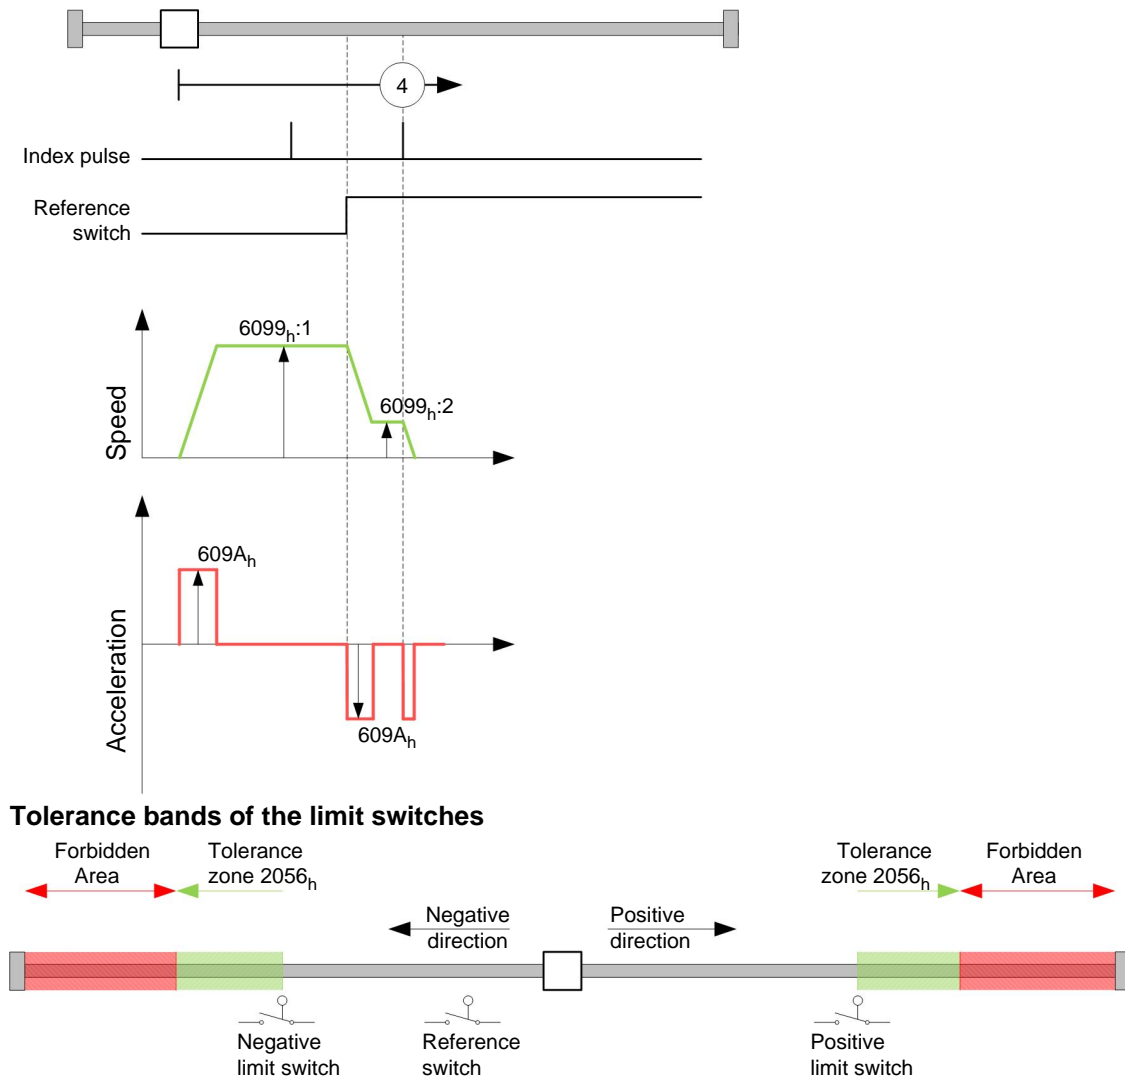 4
Index pulse
Reference
switch
6099h:1
6099h:2
Speed
609Ah
609Ah
Acceleration
Tolerance bands of the limit switches
Forbidden
Area
Tolerance
zone 2056h
Tolerance
zone 2056h
Forbidden
Area
Negative
direction
Positive
direction
Negative
limit switch
Reference
switch
Positive
limit switch